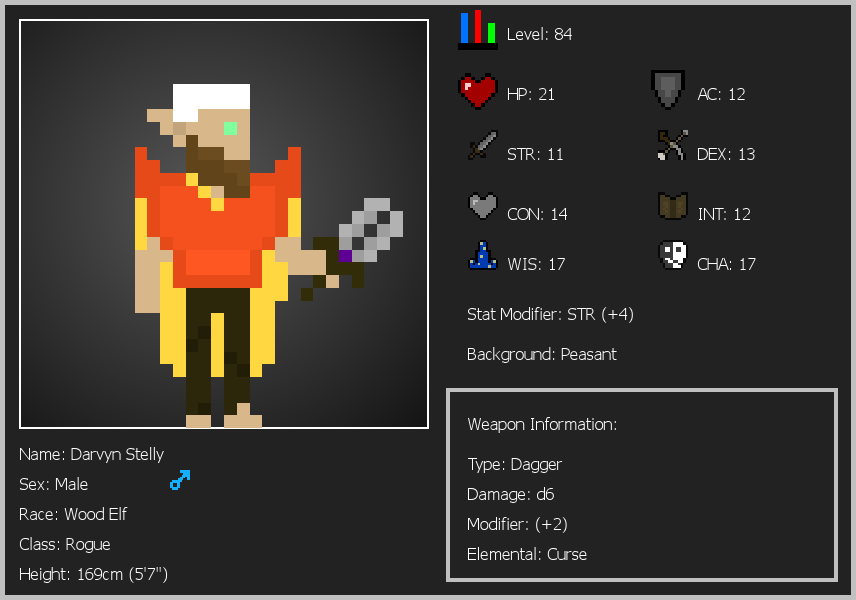 Level: 84
HP: 21
AC: 12
STR: 11
DEX: 13
CON: 14
INT: 12
WIS: 17
CHA: 17
Stat Modifier: STR (+4)
Background: Peasant
Weapon Information:
Type: Dagger
Damage: d6
Modifier: (+2)
Elemental: Curse
Name: Darvyn Stelly
Sex: Male
Race: Wood Elf
Class: Rogue
Height: 169cm (5'7")